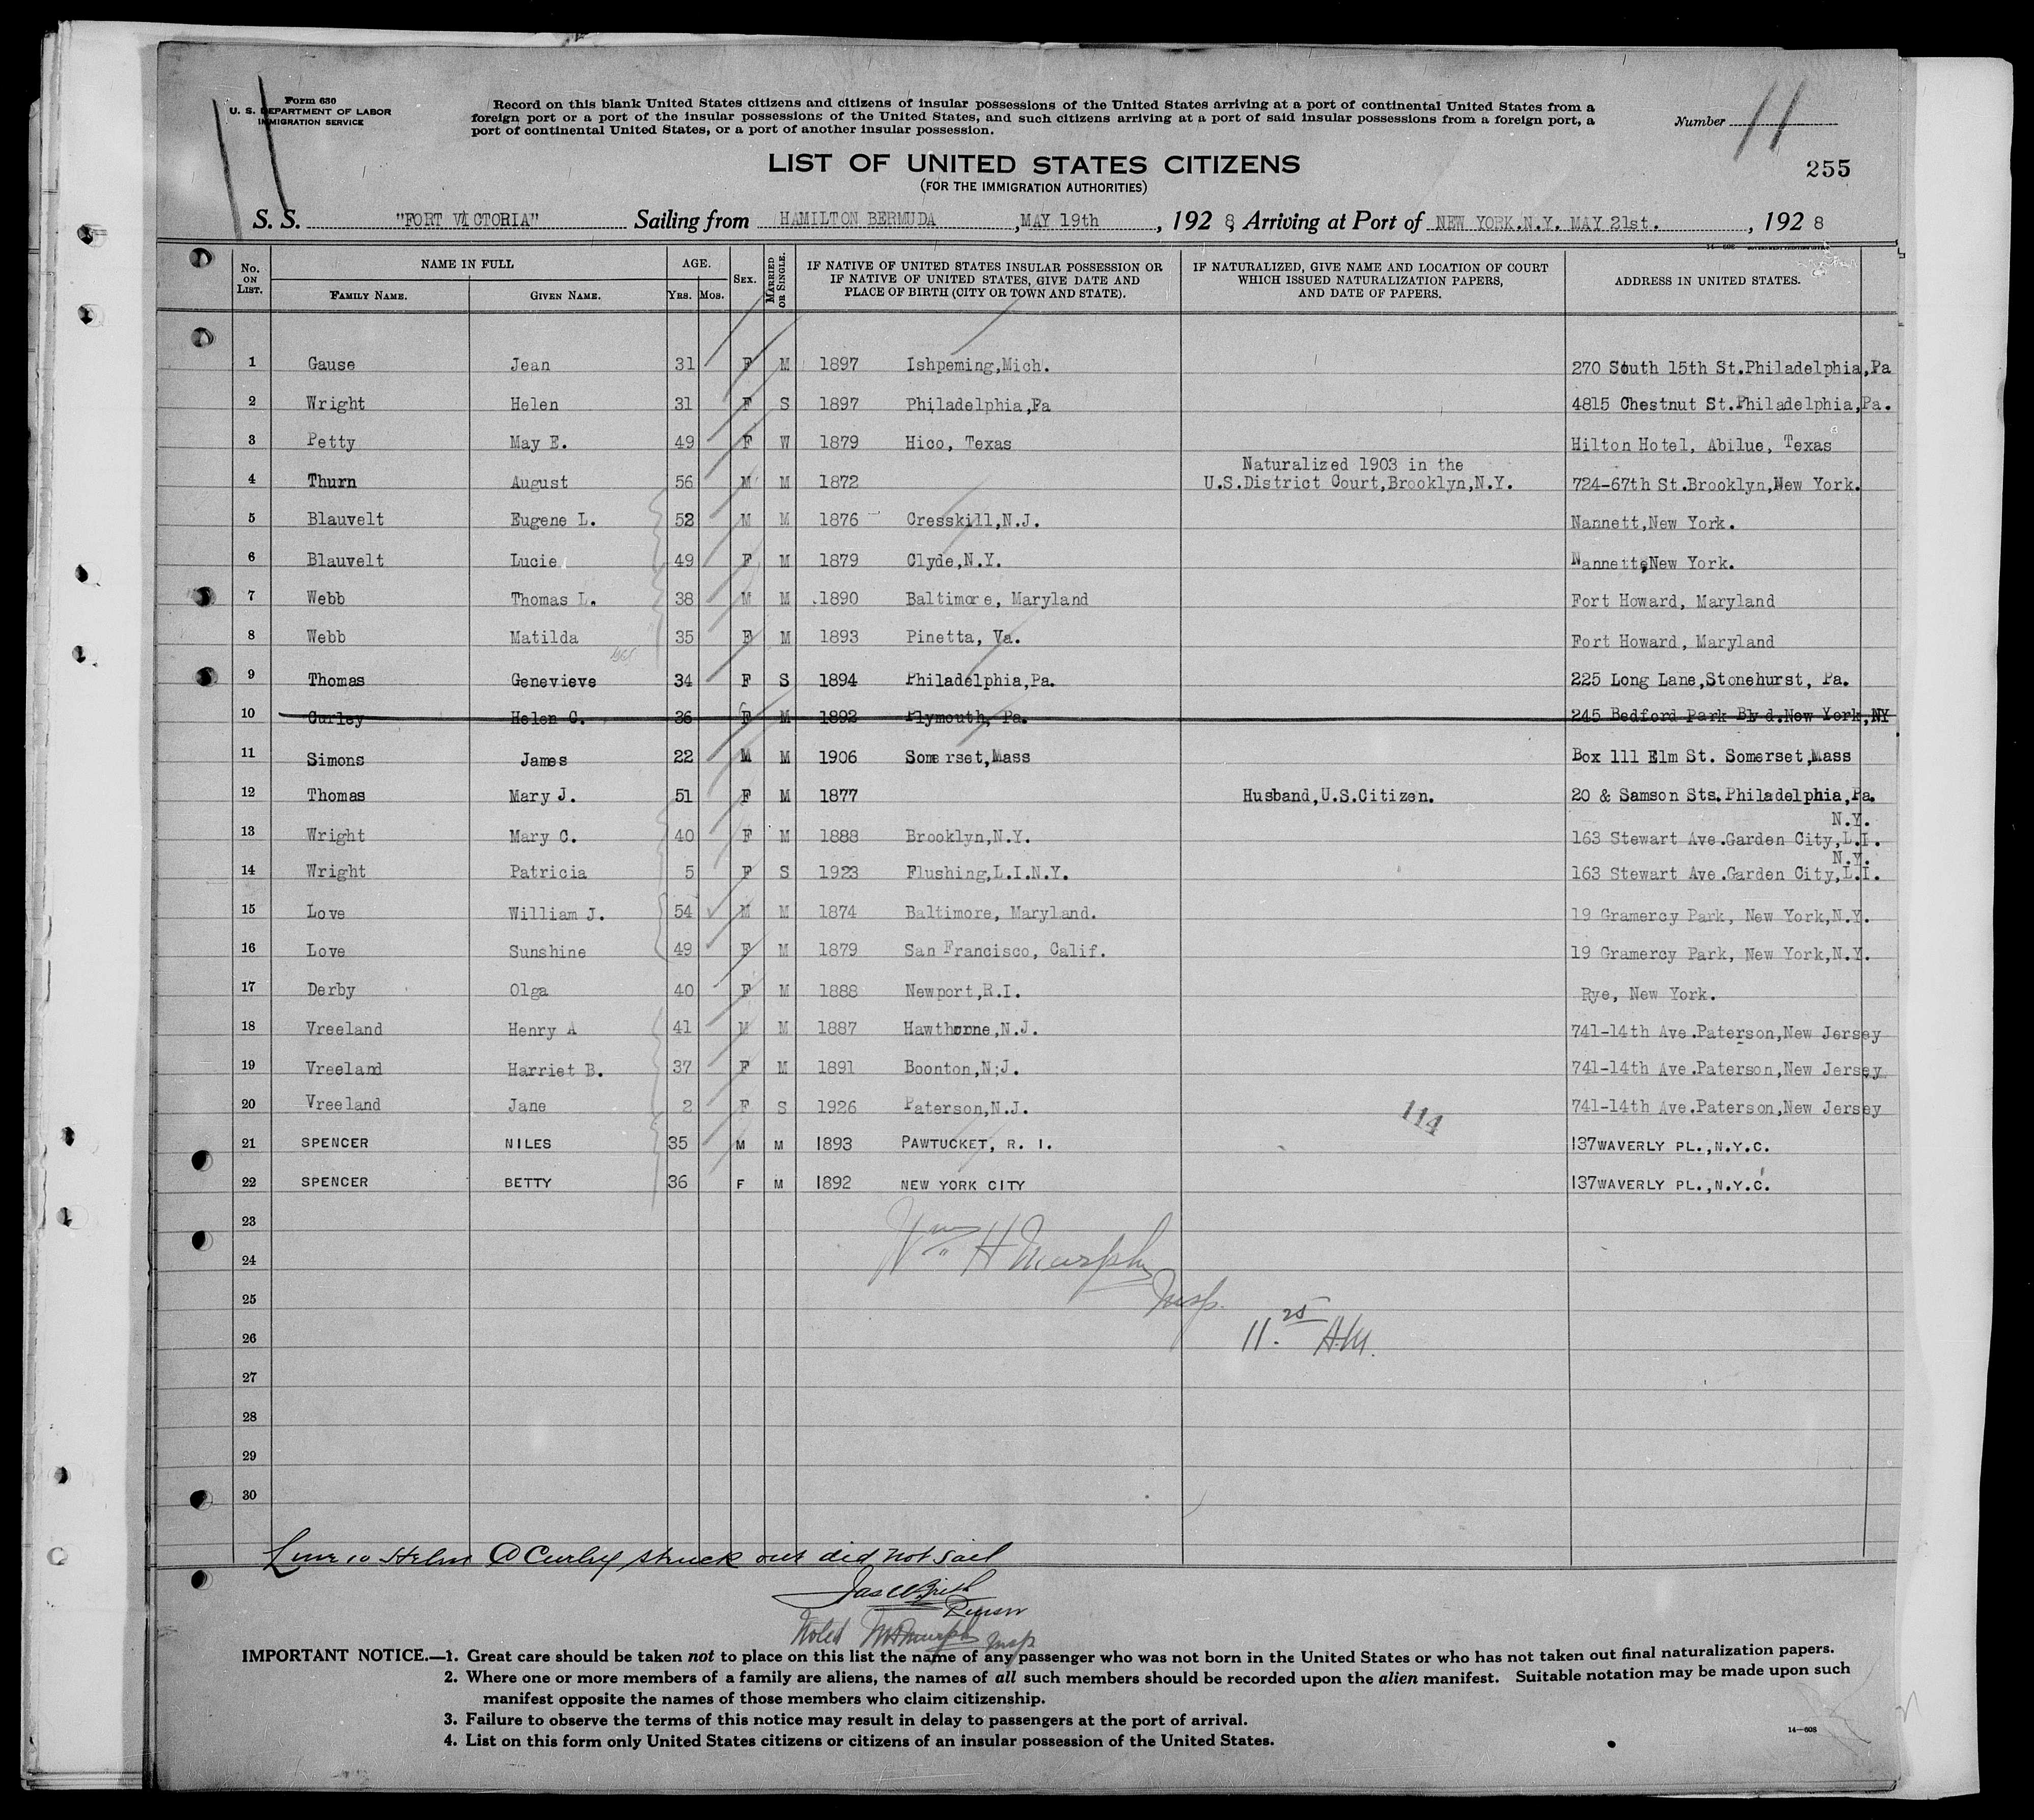 Form 630
U. S. DEPARTMENT OF LABOR
IMMIGRATION SERVICE
Record on this blank United States citizens and citizens of insular possessions of the United States arriving at a port of continental United States from a
foreign port or a port of the insular possessions of the United States, and such citizens arriving at a port of said insular possessions from a foreign port, a
port of continental United States, or a port of another insular possession.
Number 11
255
LIST OF UNITED STATES CITIZENS
(FOR THE IMMIGRATION AUTHORITIES)
S. S. "FORT VICTORIA" Sailing from HAMILTON BERMUDA ,MAY 19th , 1928, Arriving at Port of NEW YORK.N.Y. MAY 21st. , 1928
No. ON LIST. NAME IN FULL FAMILY NAME. GIVEN NAME. AGE. YRS. MOS. SEX. MARRIED OR SINGLE. IF NATIVE OF UNITED STATES INSULAR POSSESSION OR IF NATIVE OF UNITED STATES, GIVE DATE AND PLACE OF BIRTH (CITY OR TOWN AND STATE). IF NATURALIZED, GIVE NAME AND LOCATION OF COURT WHICH ISSUED NATURALIZATION PAPERS, AND DATE OF PAPERS. ADDRESS IN UNITED STATES.
1 Gause Jean 31 F M 1897 Ishpeming,Mich. 270 South 15th St.Philadelphia,Pa
2 Wright Helen 31 F S 1897 Philadelphia,Pa 4815 Chestnut St.Philadelphia,Pa.
3 Petty May E. 49 F W 1879 Hico, Texas Hilton Hotel, Abilue, Texas
Naturalized 1903 in the
4 Thurn August 56 M M 1872 U.S.District Court,Brooklyn,N.Y. 724-67th St.Brooklyn,New York.
5 Blauvelt Eugene L. 52 M M 1876 Cresskill,N.J. Nannett,New York.
6 Blauvelt Lucie 49 F M 1879 Clyde,N.Y. Nannett,New York.
7 Webb Thomas L. 38 M M 1890 Baltimore, Maryland Fort Howard, Maryland
8 Webb Matilda 35 F M 1893 Pinetta, Va. Fort Howard, Maryland
9 Thomas Genevieve 34 F S 1894 Philadelphia,Pa. 225 Long Lane,Stonehurst, Pa.
10 Curley Helen C. 36 F M 1892 Plymouth, Pa. 245 Bedford Park Blvd.New York,NY
11 Simons James 22 M M 1906 Somerset,Mass Box 111 Elm St. Somerset,Mass
12 Thomas Mary J. 51 F M 1877 Husband,U.S.Citizen. 20 & Samson Sts.Philadelphia,Pa.
N.Y.
13 Wright Mary C. 40 F M 1888 Brooklyn,N.Y. 163 Stewart Ave.Garden City,L.I.
N.Y.
14 Wright Patricia 5 F S 1923 Flushing,L.I.N.Y. 163 Stewart Ave.Garden City,L.I.
15 Love William J. 54 M M 1874 Baltimore, Maryland. 19 Gramercy Park, New York,N.Y.
16 Love Sunshine 49 F M 1879 San Francisco, Calif. 19 Gramercy Park, New York,N.Y.
17 Derby Olga 40 F M 1888 Newport,R.I. Rye, New York.
18 Vreeland Henry A 41 M M 1887 Hawthorne,N.J. 741-14th Ave.Paterson,New Jersey
19 Vreeland Harriet B. 37 F M 1891 Boonton,N;J. 741-14th Ave.Paterson,New Jersey
20 Vreeland Jane 2 F S 1926 Paterson,N.J. 741-14th Ave.Paterson,New Jersey
114
21 SPENCER NILES 35 M M 1893 PAWTUCKET, R. I. 137WAVERLY PL.,N.Y.C.
22 SPENCER BETTY 36 F M 1892 NEW YORK CITY 137WAVERLY PL.,N.Y.C.
23
Wm H Murphy
24
25 Insp.
26 11.25 AM.
27
28
29
30
Line 10 Helen C Curley struck out did not sail
Purser
Noted Murphy Insp
IMPORTANT NOTICE.—1. Great care should be taken not to place on this list the name of any passenger who was not born in the United States or who has not taken out final naturalization papers.
2. Where one or more members of a family are aliens, the names of all such members should be recorded upon the alien manifest. Suitable notation may be made upon such
manifest opposite the names of those members who claim citizenship.
3. Failure to observe the terms of this notice may result in delay to passengers at the port of arrival.
4. List on this form only United States citizens or citizens of an insular possession of the United States.
14—608